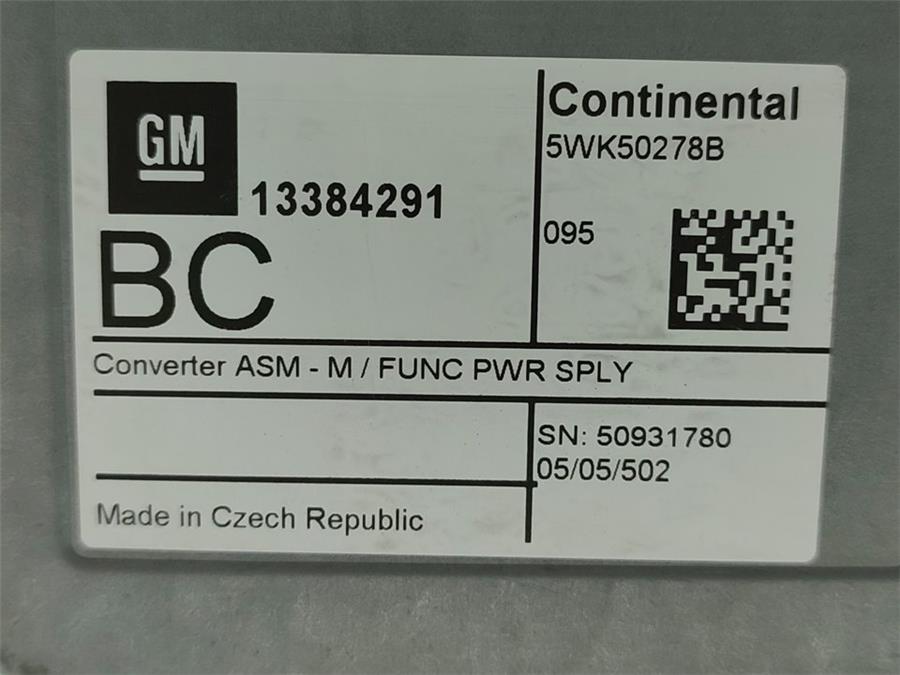 GM
13384291
BC
Continental
5WK50278B
095
Converter ASM - M / FUNC PWR SPLY
SN: 50931780
05/05/502
Made in Czech Republic